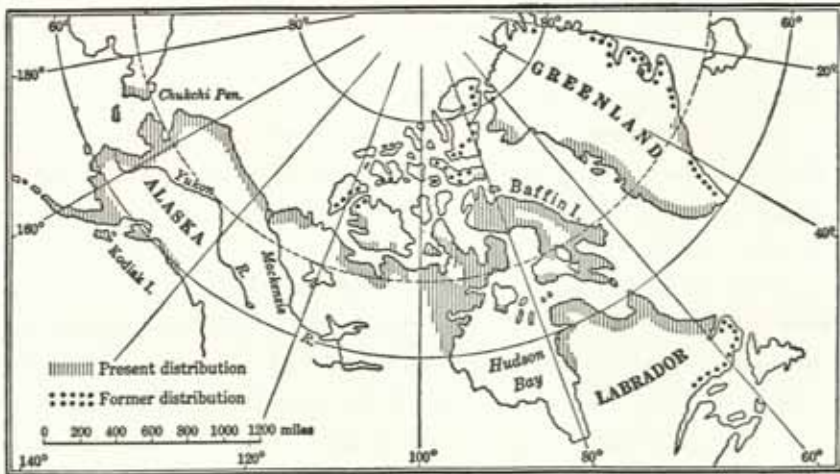 60°
80°
80°
60°
180°
20°
Chukchi Pen.
GREENLAND
Yukon
Baffin I.
ALASKA
160°
40°
Kodiak I.
R.
Mackenzie
R.
Present distribution
Hudson
Bay
LABRADOR
Former distribution
0 200 400 600 800 1000 1200 miles
140°
120°
100°
80°
60°